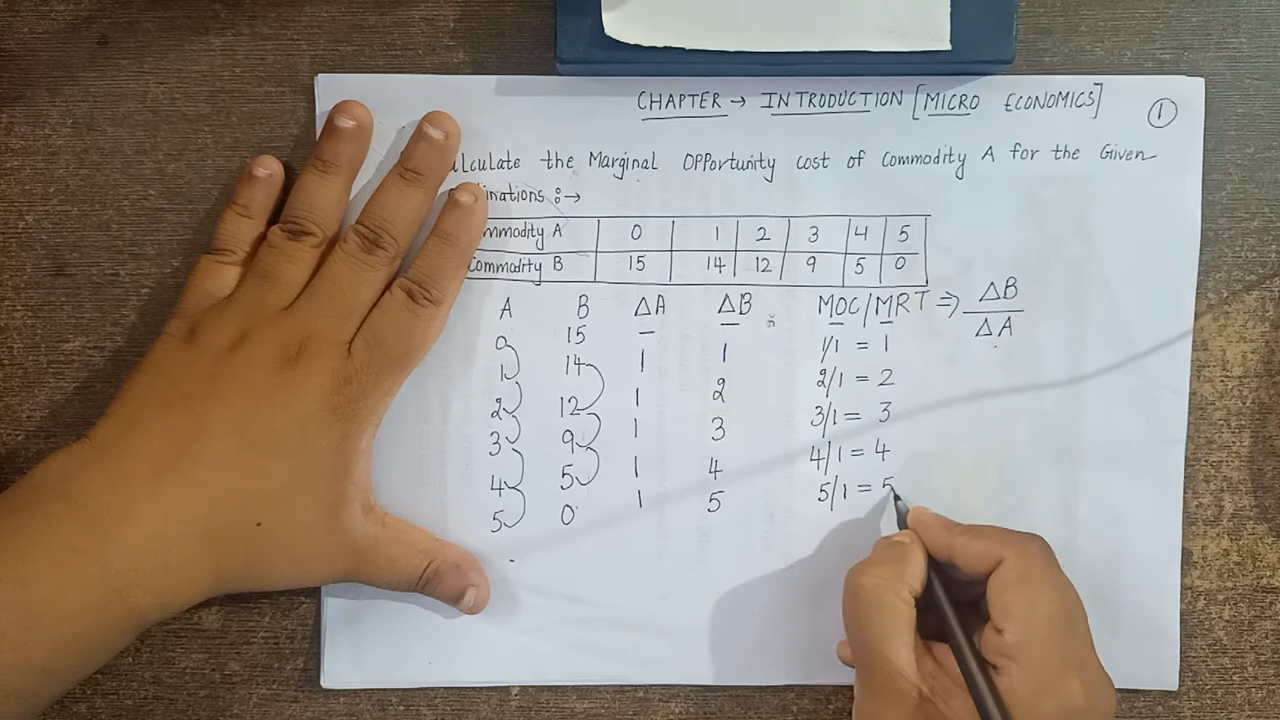 CHAPTER → INTRODUCTION [MICRO ECONOMICS] 1
the Marginal Opportunity cost of Commodity A for the Given
:→
A 0 1 2 3 4 5
Commodity B 15 14 12 9 5 0
A B ΔA ΔB MOC/MRT ⇒ ΔB/ΔA
0 15 –
1 14 1 1 1/1 = 1
2 12 1 2 2/1 = 2
3 9 1 3 3/1 = 3
4 5 1 4 4/1 = 4
5 0 1 5 5/1 = 5